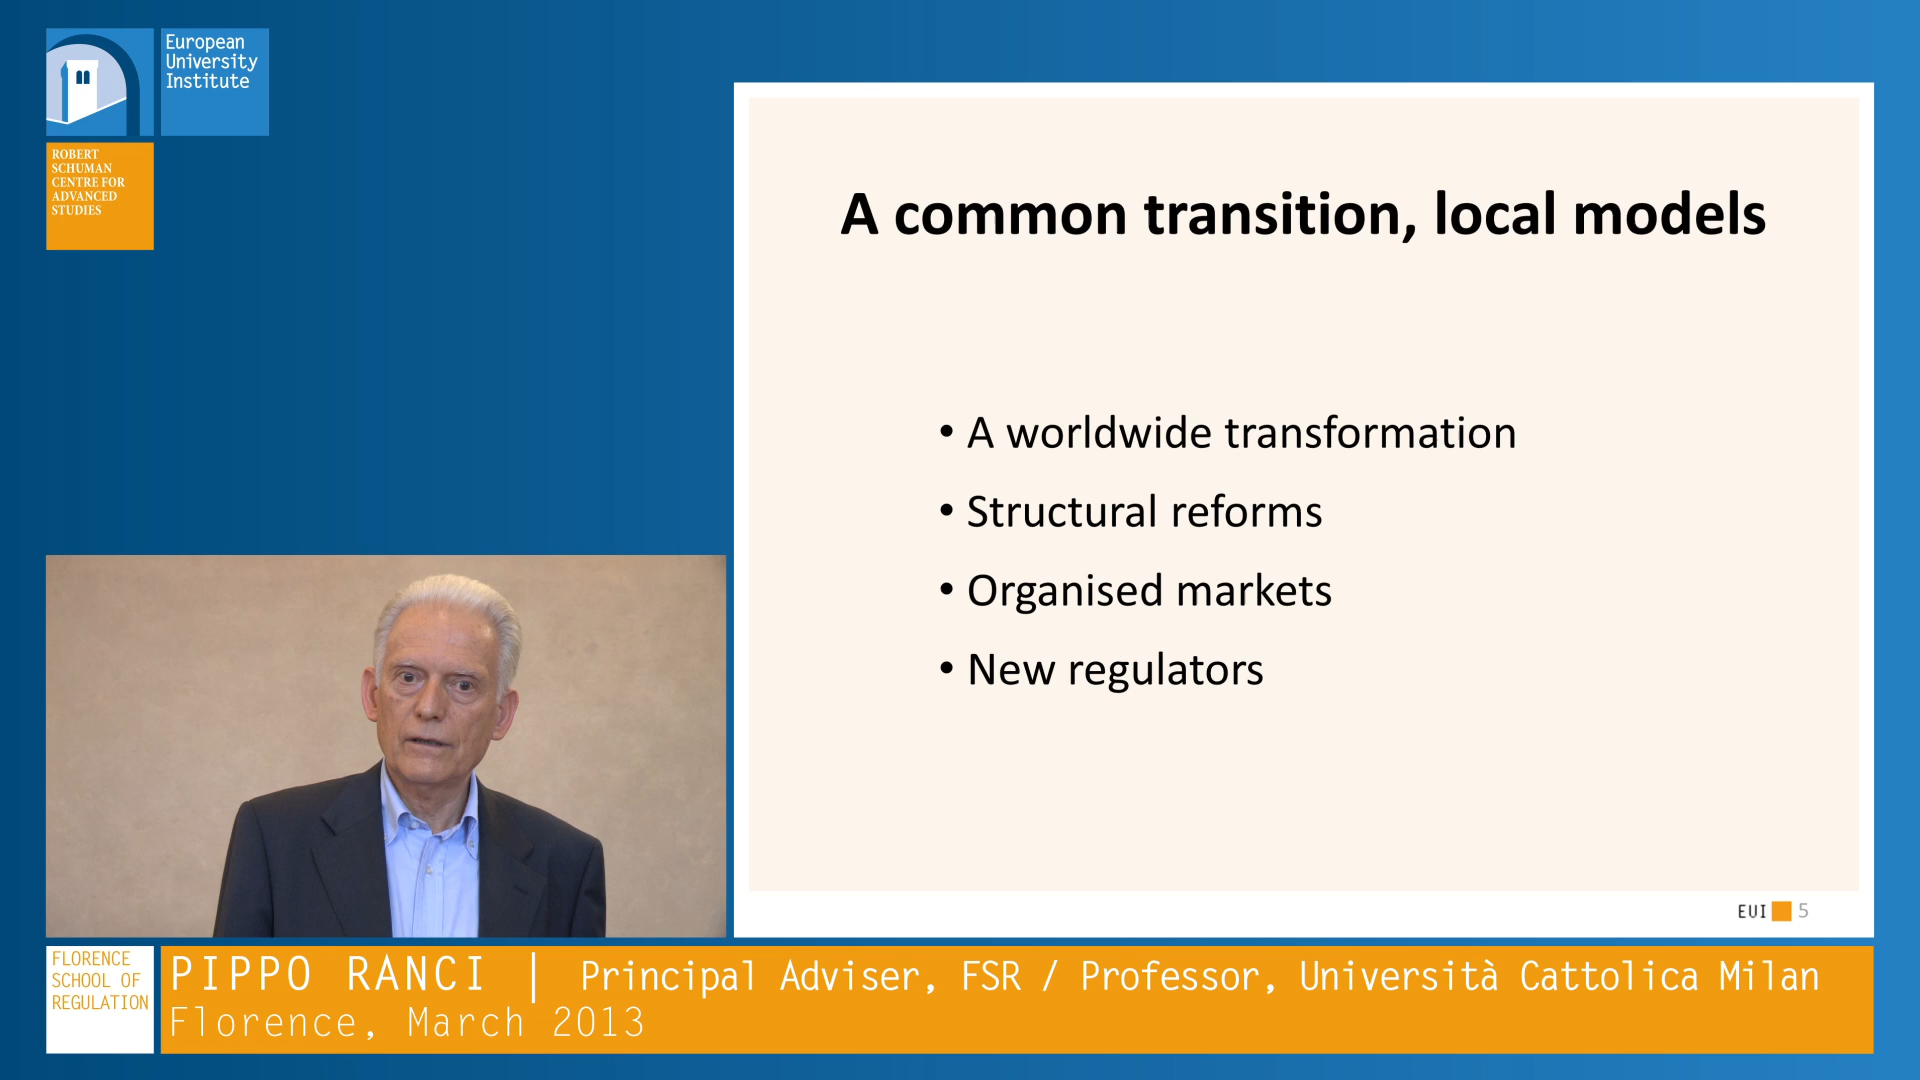 European
University
Institute
ROBERT
SCHUMAN
CENTRE FOR
ADVANCED
STUDIES
A common transition, local models
• A worldwide transformation
• Structural reforms
• Organised markets
• New regulators
EUI 5
FLORENCE
SCHOOL OF
REGULATION
PIPPO RANCI | Principal Adviser, FSR / Professor, Università Cattolica Milan
Florence, March 2013